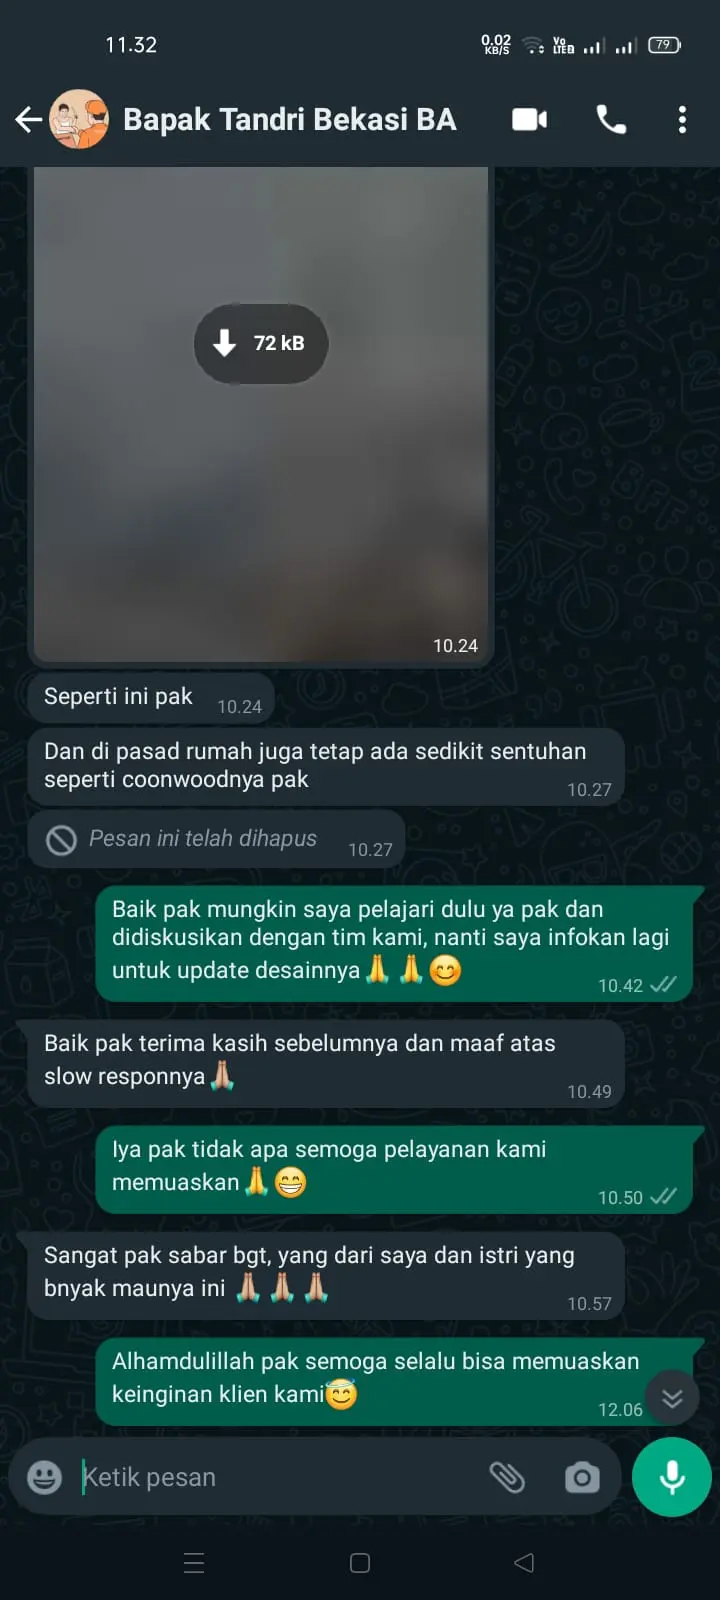 11.32
0.02
KB/S
Vo
LTE
79
Bapak Tandri Bekasi BA
72 kB
10.24
Seperti ini pak
10.24
Dan di pasad rumah juga tetap ada sedikit sentuhan
seperti coonwoodnya pak
10.27
Pesan ini telah dihapus
10.27
Baik pak mungkin saya pelajari dulu ya pak dan
didiskusikan dengan tim kami, nanti saya infokan lagi
untuk update desainnya🙏 🙏😊
10.42
Baik pak terima kasih sebelumnya dan maaf atas
slow responnya🙏🏼
10.49
Iya pak tidak apa semoga pelayanan kami
memuaskan🙏😁
10.50
Sangat pak sabar bgt, yang dari saya dan istri yang
bnyak maunya ini 🙏🏼 🙏🏼 🙏🏼
10.57
Alhamdulillah pak semoga selalu bisa memuaskan
keinginan klien kami😇
12.06
Ketik pesan